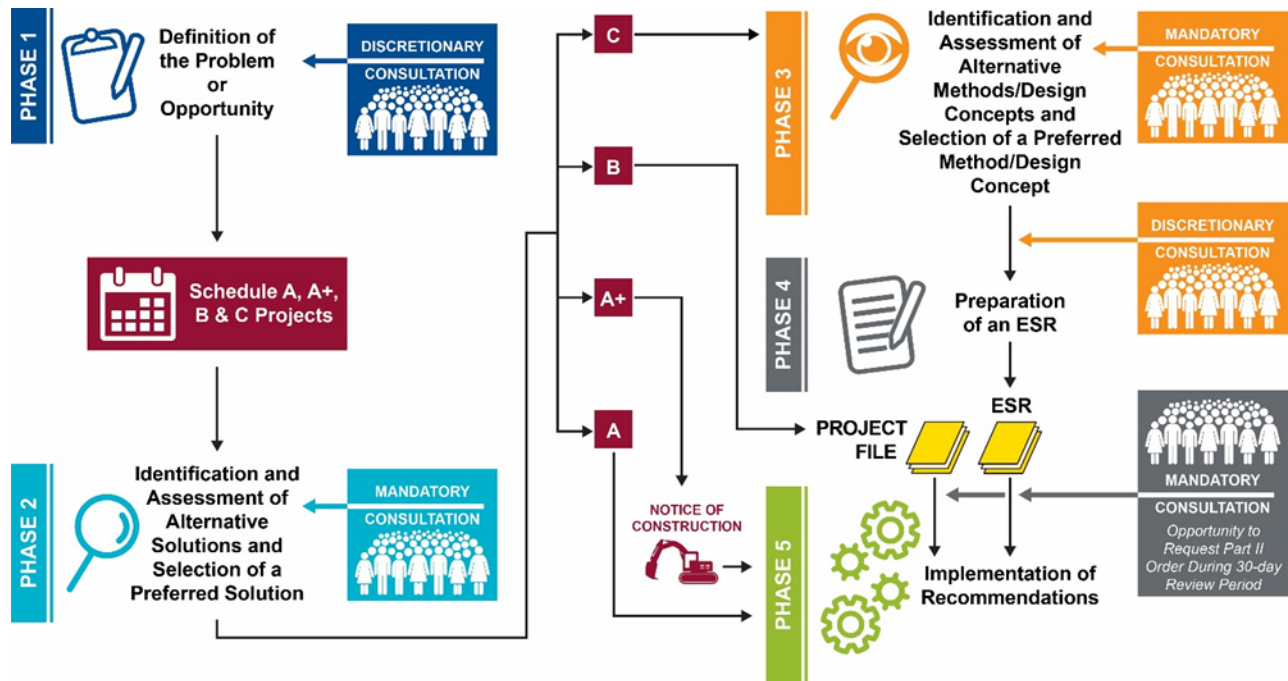 PHASE 1
Definition of
the Problem
or
Opportunity
DISCRETIONARY
CONSULTATION
Schedule A, A+,
B & C Projects
PHASE 2
Identification and
Assessment of
Alternative
Solutions and
Selection of a
Preferred Solution
MANDATORY
CONSULTATION
C
B
A+
A
NOTICE OF
CONSTRUCTION
PHASE 3
Identification and
Assessment of
Alternative
Methods/Design
Concepts and
Selection of a Preferred
Method/Design
Concept
MANDATORY
CONSULTATION
DISCRETIONARY
CONSULTATION
PHASE 4
Preparation
of an ESR
ESR
PROJECT
FILE
MANDATORY
CONSULTATION
Opportunity to
Request Part II
Order During 30-day
Review Period
PHASE 5
Implementation of
Recommendations